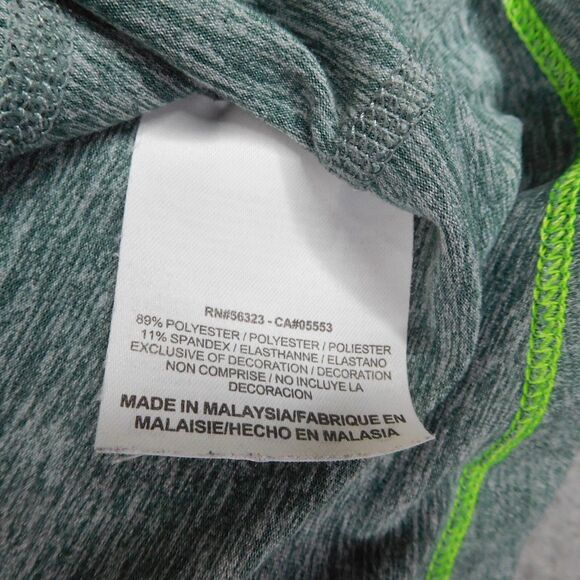 RN#56323 - CA#05553
89% POLYESTER / POLYESTER / POLIESTER
11% SPANDEX / ELASTHANNE / ELASTANO
EXCLUSIVE OF DECORATION / DECORATION
NON COMPRISE / NO INCLUYE LA
DECORACION
MADE IN MALAYSIA/FABRIQUE EN
MALAISIE/HECHO EN MALASIA